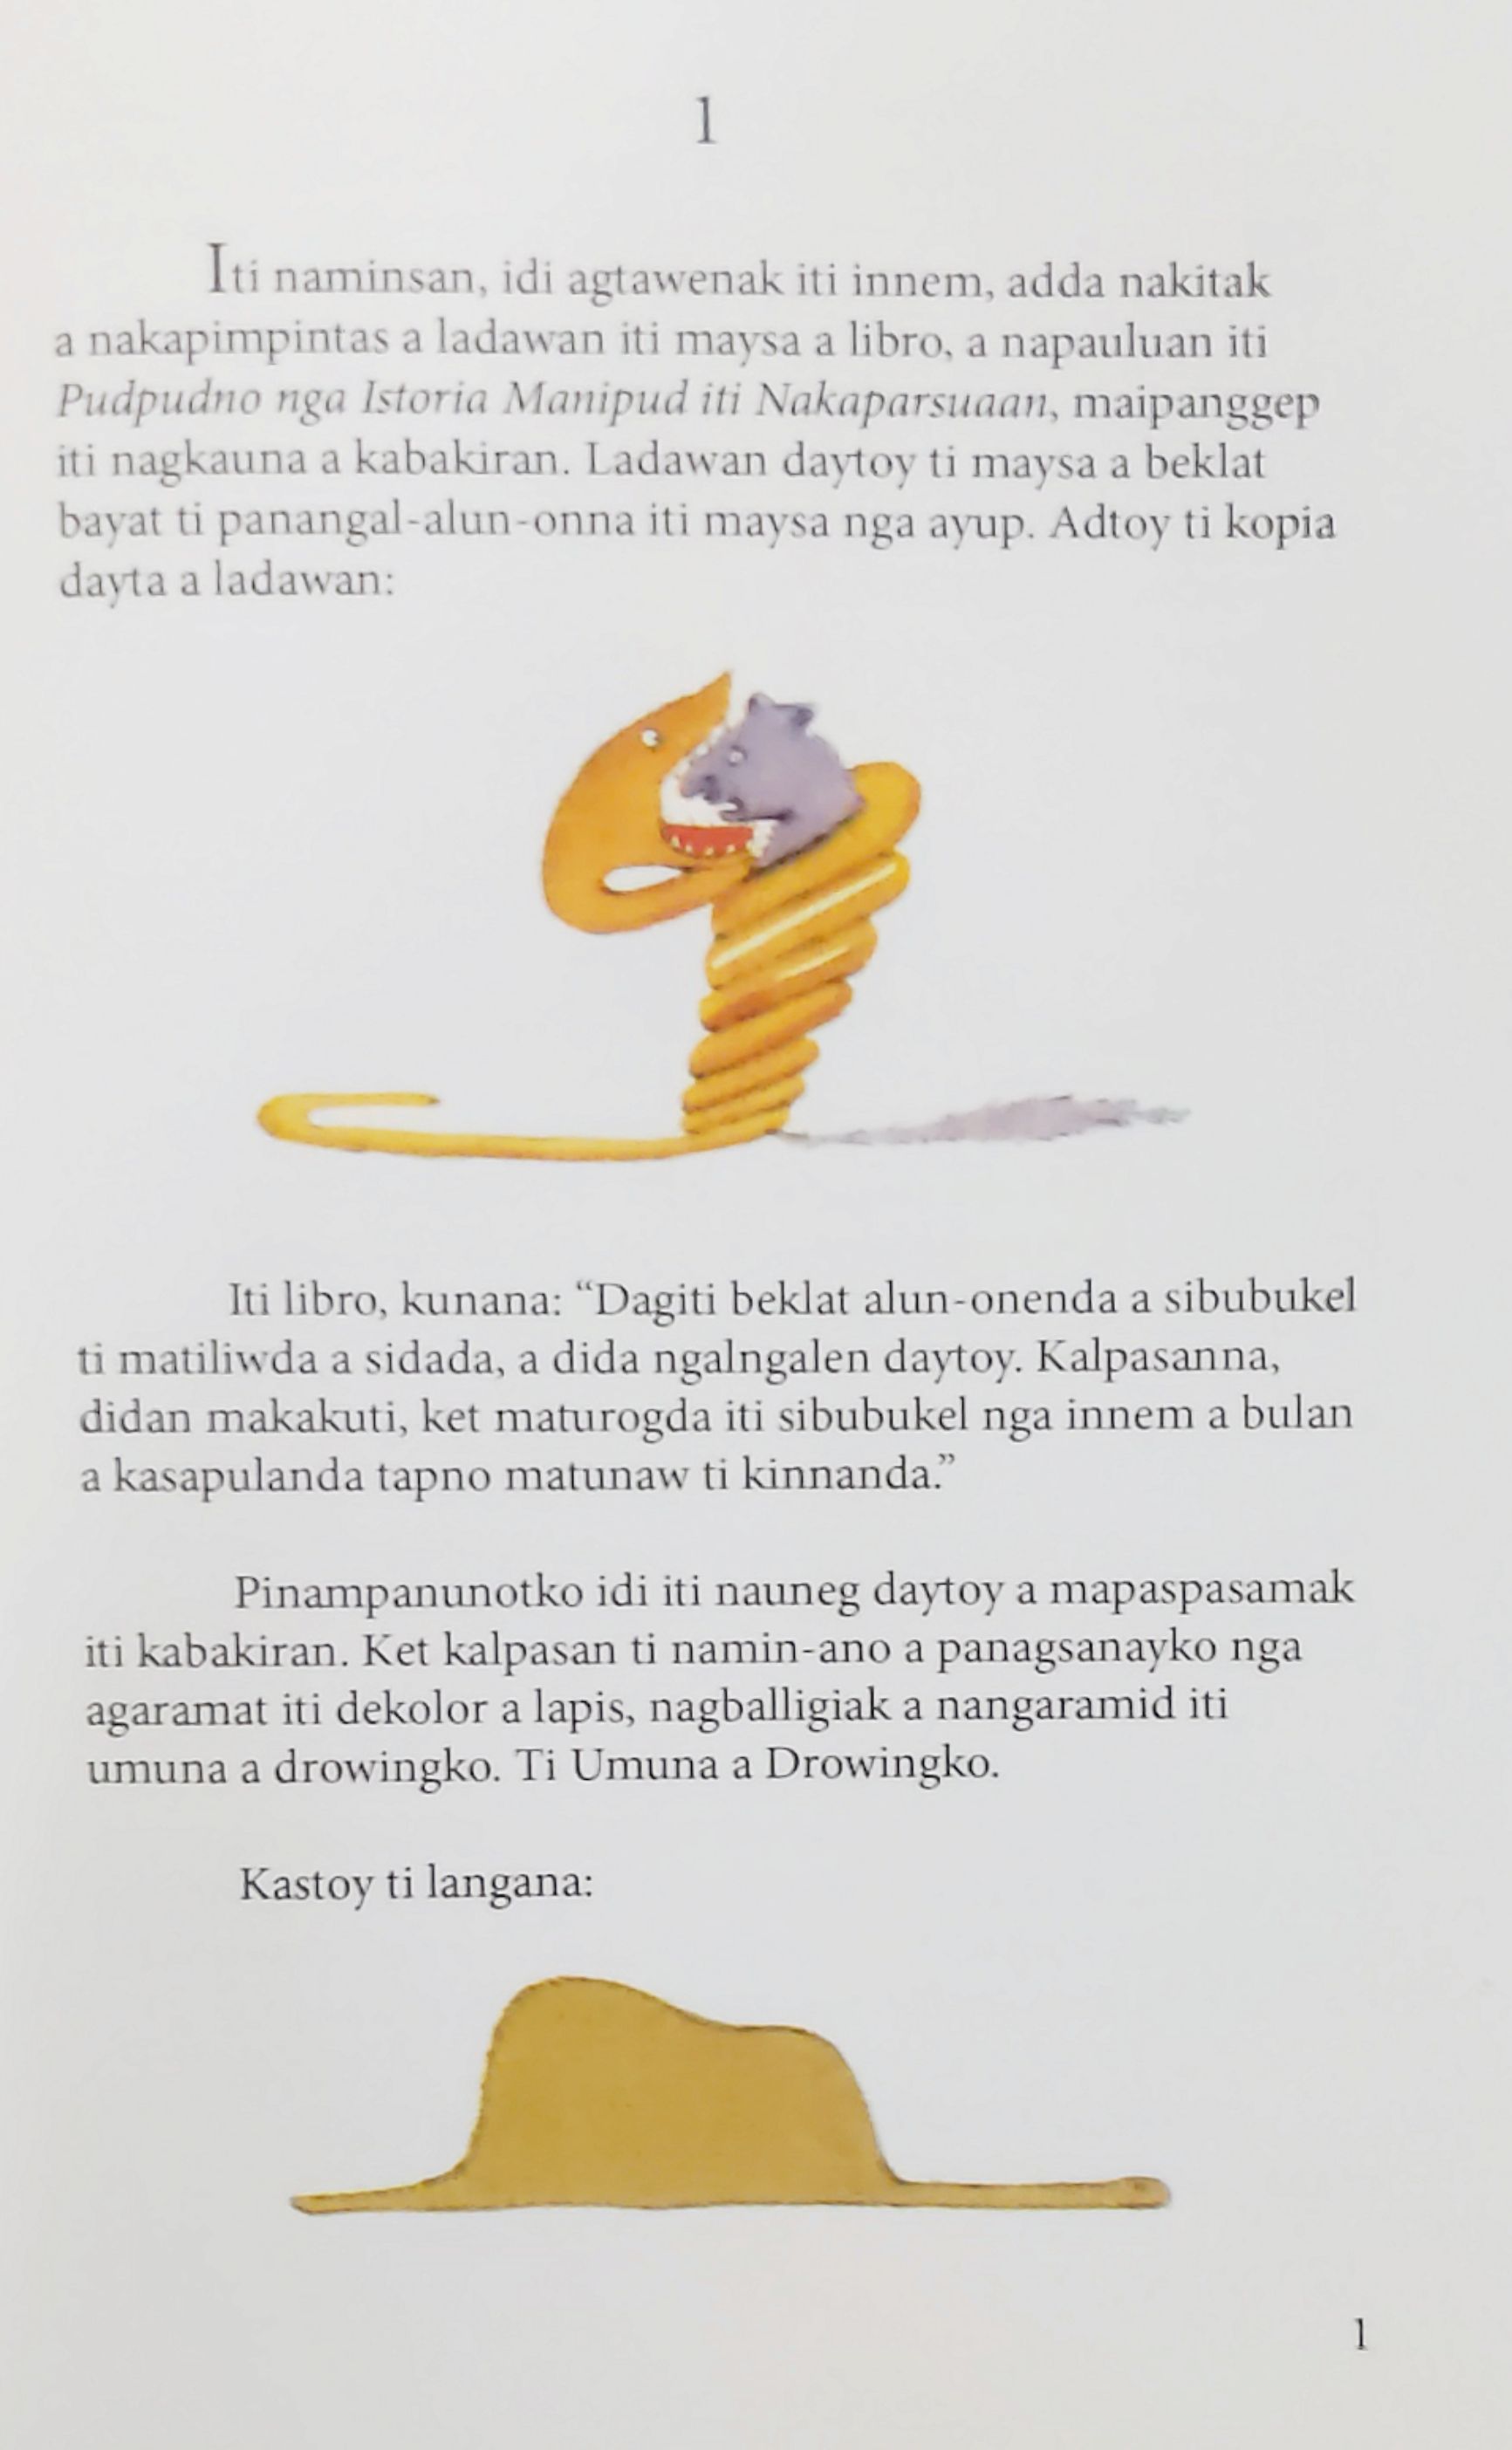 1
Iti naminsan, idi agtawenak iti innem, adda nakitak
a nakapimpintas a ladawan iti maysa a libro, a napauluan iti
Pudpudno nga Istoria Manipud iti Nakaparsuaan, maipanggep
iti nagkauna a kabakiran. Ladawan daytoy ti maysa a beklat
bayat ti panangal-alun-onna iti maysa nga ayup. Adtoy ti kopia
dayta a ladawan:
Iti libro, kunana: “Dagiti beklat alun-onenda a sibubukel
ti matiliwda a sidada, a dida ngalngalen daytoy. Kalpasanna,
didan makakuti, ket maturogda iti sibubukel nga innem a bulan
a kasapulanda tapno matunaw ti kinnanda.”
Pinampanunotko idi iti nauneg daytoy a mapaspasamak
iti kabakiran. Ket kalpasan ti namin-ano a panagsanayko nga
agaramat iti dekolor a lapis, nagballigiak a nangaramid iti
umuna a drowingko. Ti Umuna a Drowingko.
Kastoy ti langana:
1